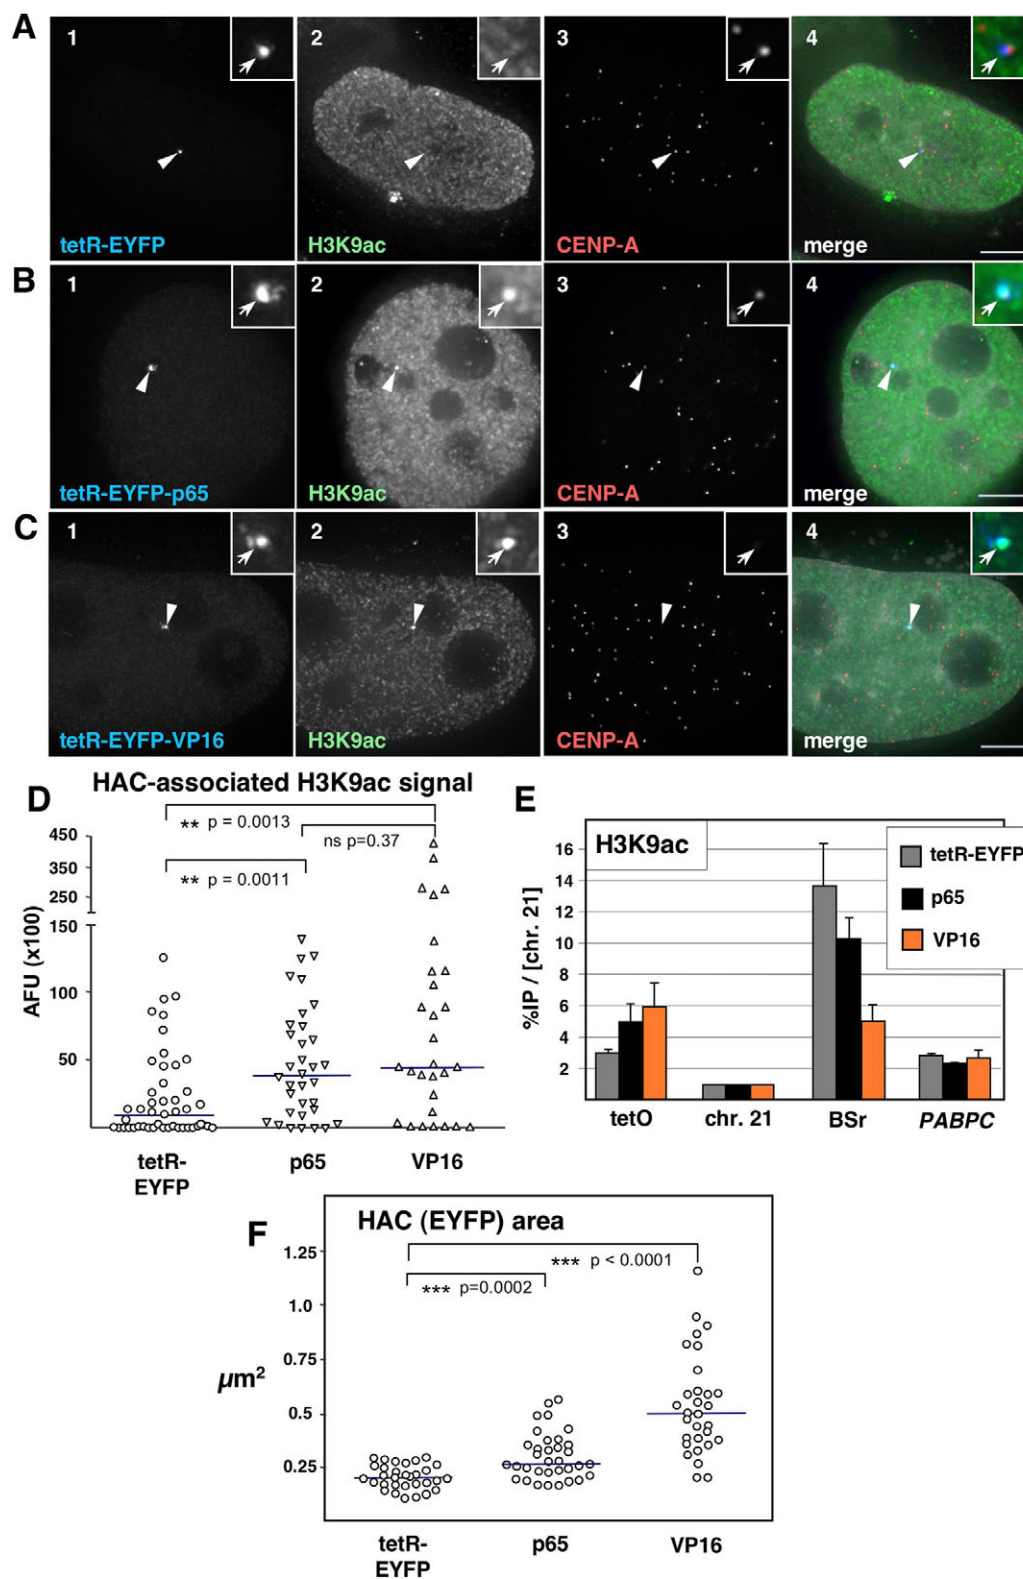 A
1
2
3
4
tetR-EYFP
H3K9ac
CENP-A
merge
B
1
2
3
4
tetR-EYFP-p65
H3K9ac
CENP-A
merge
C
1
2
3
4
tetR-EYFP-VP16
H3K9ac
CENP-A
merge
D
HAC-associated H3K9ac signal
** p = 0.0013
ns p=0.37
** p = 0.0011
AFU (x100)
450
350
250
150
100
50
tetR-
EYFP
p65
VP16
E
H3K9ac
tetR-EYFP
p65
VP16
%IP / [chr. 21]
16
14
12
10
8
6
4
2
tetO
chr. 21
BSr
PABPC
F
HAC (EYFP) area
*** p < 0.0001
*** p=0.0002
µm²
1.25
1.0
0.75
0.5
0.25
tetR-
EYFP
p65
VP16